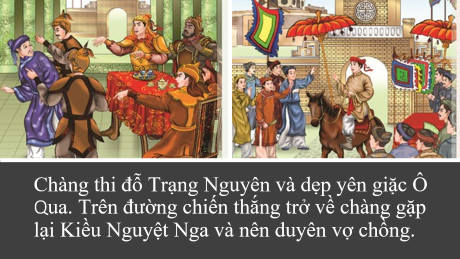 Chàng thi đỗ Trạng Nguyên và dẹp yên giặc Ô
Qua. Trên đường chiến thắng trở về chàng gặp
lại Kiều Nguyệt Nga và nên duyên vợ chồng.